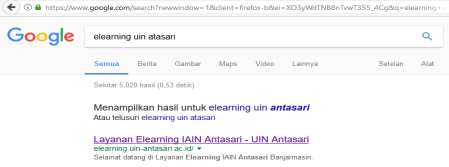 https://www.google.com/search?newwindow=1&client=firefox-b&ei=XO3yWdTNB8nTvwT355_4Cg&q=elearning+
Google
elearning uin atasari
Semua Berita Gambar Maps Video Lainnya Setelan Alat
Sekitar 5.020 hasil (0,53 detik)
Menampilkan hasil untuk elearning uin antasari
Atau telusuri elearning uin atasari
Layanan Elearning IAIN Antasari - UIN Antasari
elearning.uin-antasari.ac.id/
Selamat datang di Layanan Elearning IAIN Antasari Banjarmasin.